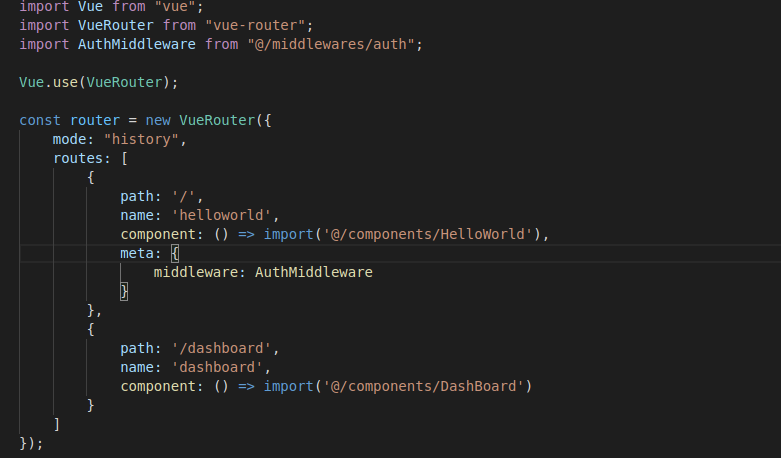 import Vue from "vue";
import VueRouter from "vue-router";
import AuthMiddleware from "@/middlewares/auth";
Vue.use(VueRouter);
const router = new VueRouter({
mode: "history",
routes: [
{
path: '/',
name: 'helloworld',
component: () => import('@/components/HelloWorld'),
meta: {
middleware: AuthMiddleware
}
},
{
path: '/dashboard',
name: 'dashboard',
component: () => import('@/components/DashBoard')
}
]
});